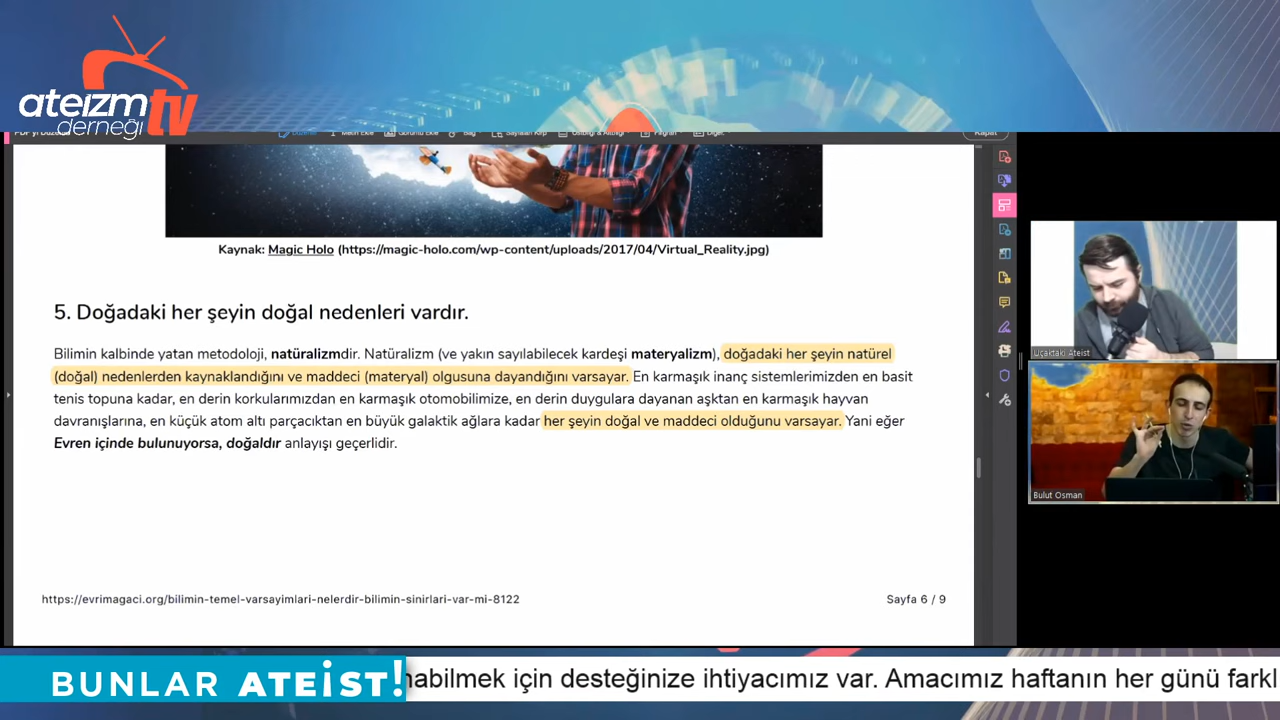 ateizm tv
derneği
Kapat
Kaynak: Magic Holo (https://magic-holo.com/wp-content/uploads/2017/04/Virtual_Reality.jpg)
5. Doğadaki her şeyin doğal nedenleri vardır.
Bilimin kalbinde yatan metodoloji, natüralizmdir. Natüralizm (ve yakın sayılabilecek kardeşi materyalizm), doğadaki her şeyin natürel
(doğal) nedenlerden kaynaklandığını ve maddeci (materyal) olgusuna dayandığını varsayar. En karmaşık inanç sistemlerimizden en basit
tenis topuna kadar, en derin korkularımızdan en karmaşık otomobilimize, en derin duygulara dayanan aşktan en karmaşık hayvan
davranışlarına, en küçük atom altı parçacıktan en büyük galaktik ağlara kadar her şeyin doğal ve maddeci olduğunu varsayar. Yani eğer
Evren içinde bulunuyorsa, doğaldır anlayışı geçerlidir.
https://evrimagaci.org/bilimin-temel-varsayimlari-nelerdir-bilimin-sinirlari-var-mi-8122
Sayfa 6 / 9
Uçaktaki Ateist
Bulut Osman
BUNLAR ATEİST!
nabilmek için desteğinize ihtiyacımız var. Amacımız haftanın her günü farkl